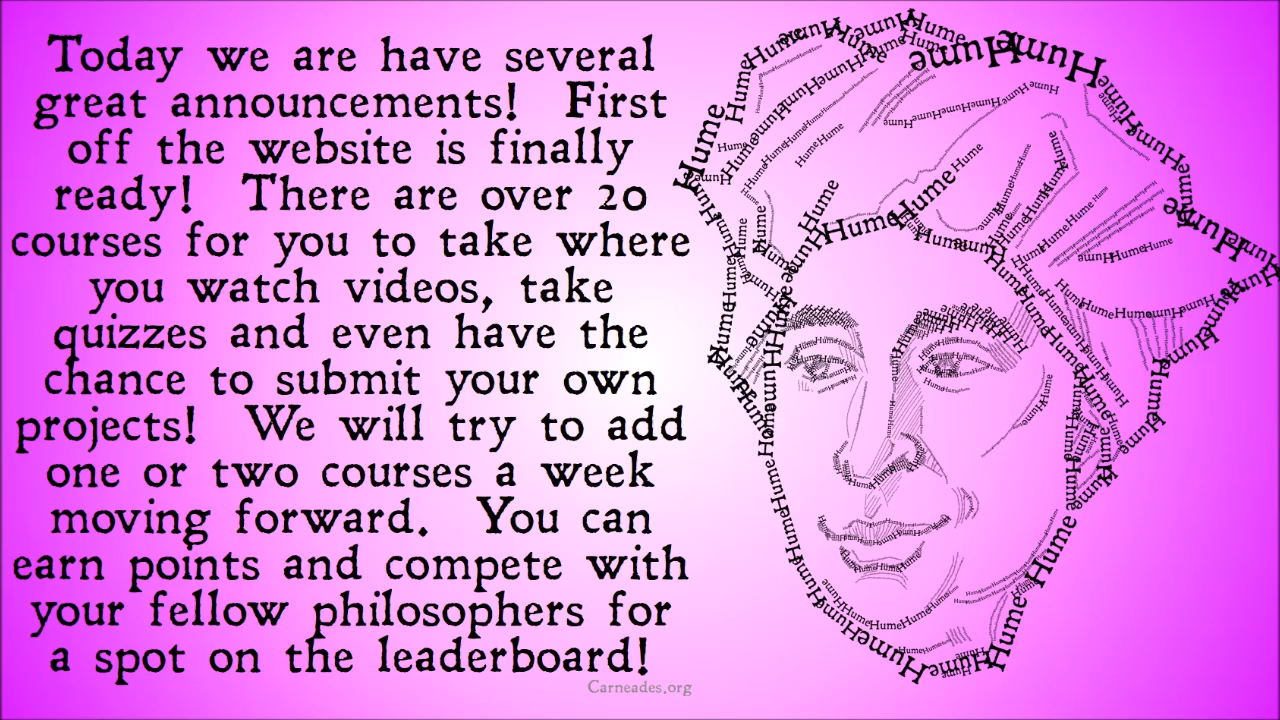 Today we are have several
great announcements!  First
off the website is finally
ready!  There are over 20
courses for you to take where
you watch videos, take
quizzes and even have the
chance to submit your own
projects!  We will try to add
one or two courses a week
moving forward.  You can
earn points and compete with
your fellow philosophers for
a spot on the leaderboard!
Carneades.org
Hume